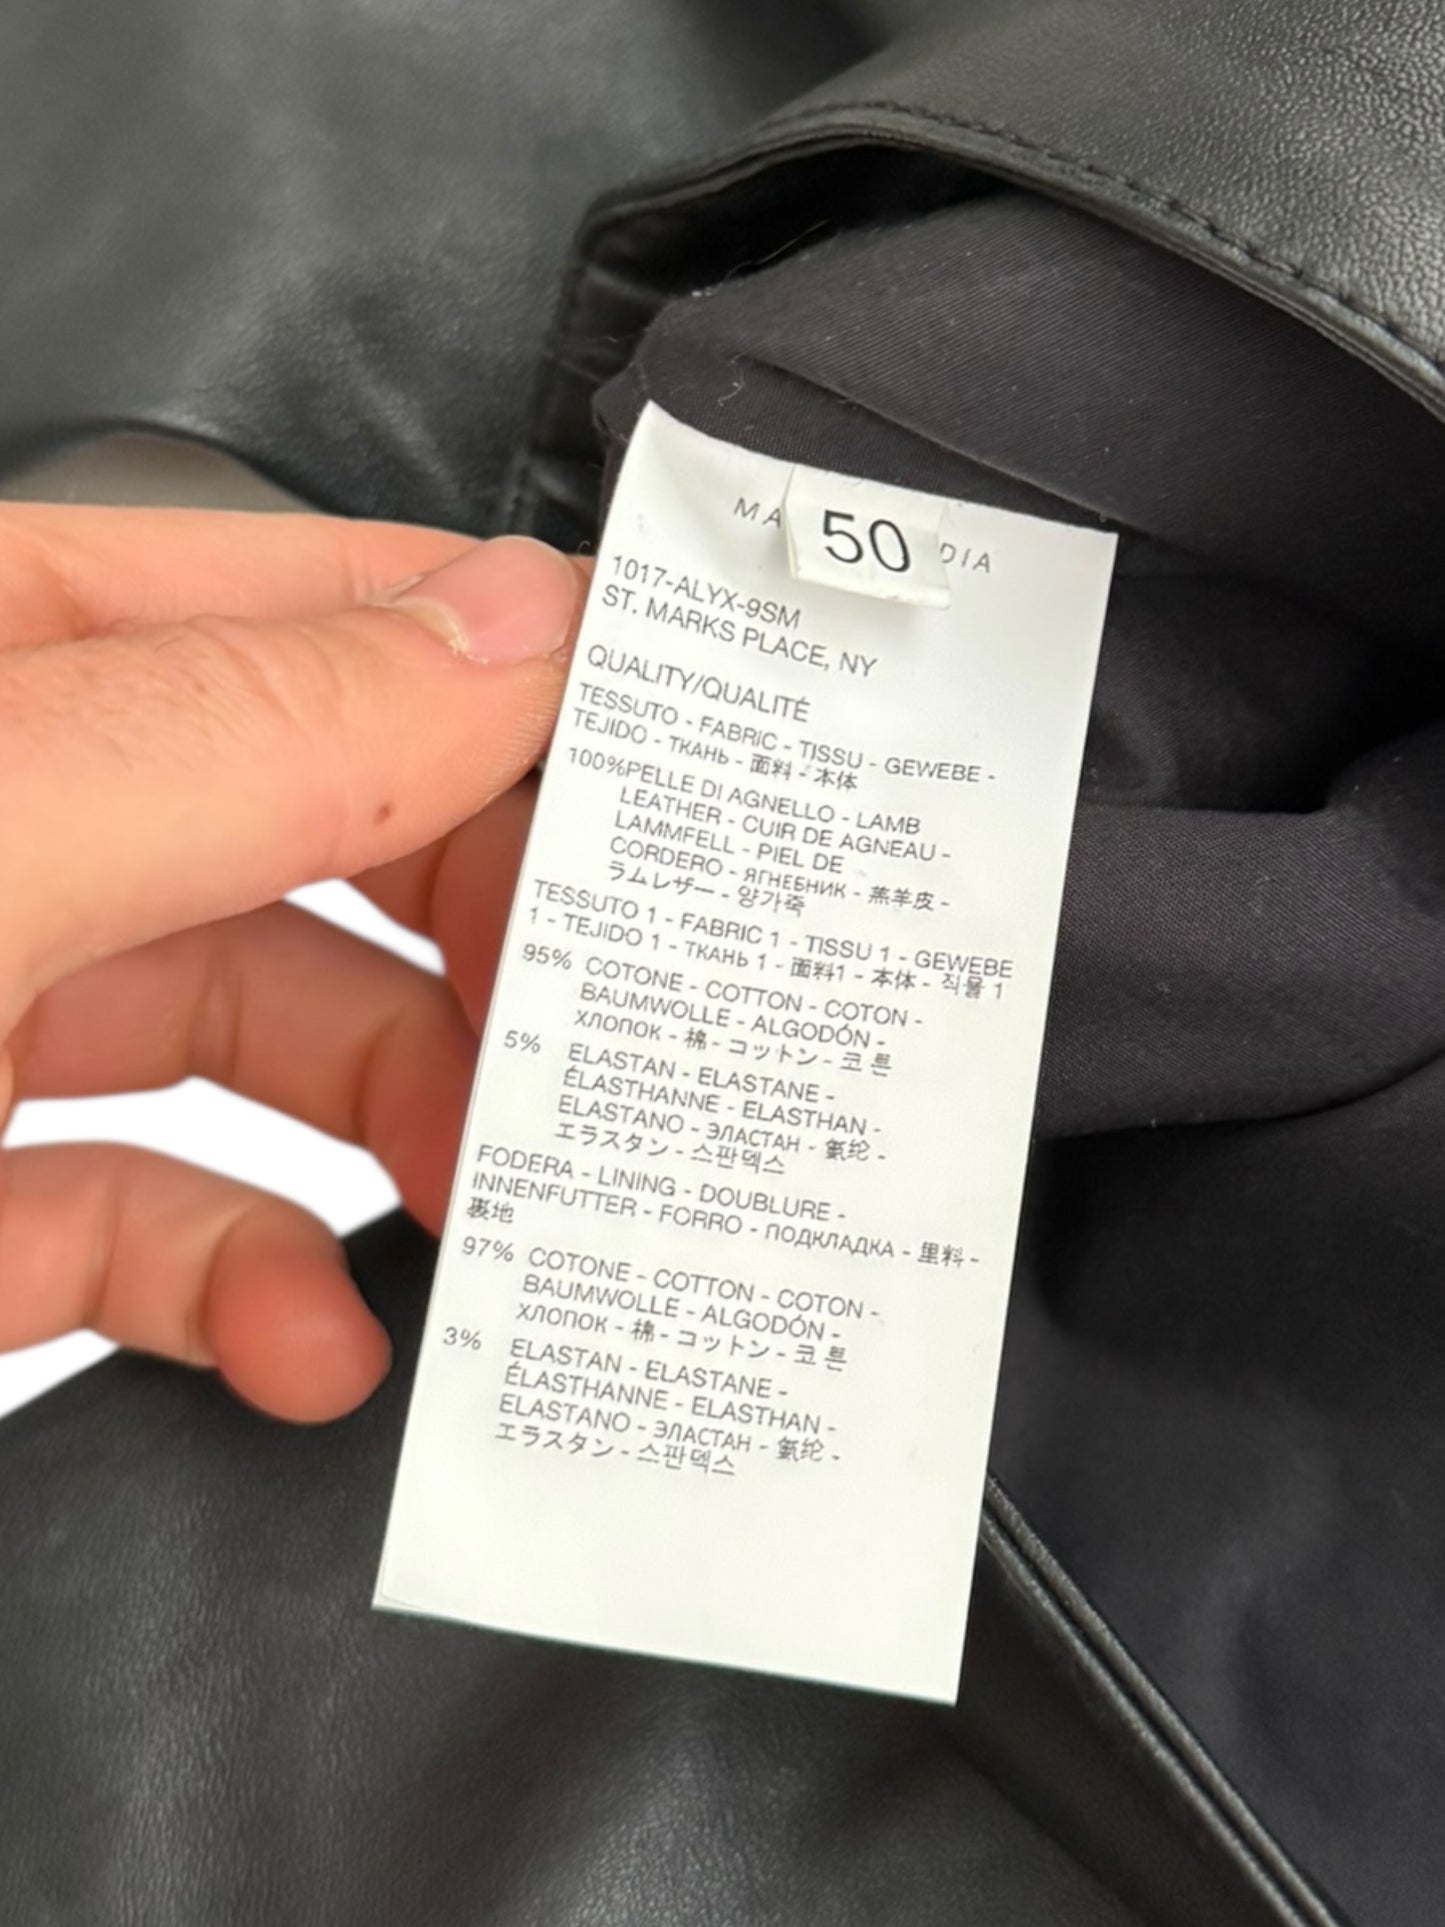 MA
50
DIA
1017-ALYX-9SM
ST. MARKS PLACE, NY
QUALITY/QUALITÉ
TESSUTO - FABRIC - TISSU - GEWEBE -
TEJIDO - ТКАНЬ - 面料 - 本体
100%PELLE DI AGNELLO - LAMB
LEATHER - CUIR DE AGNEAU -
LAMMFELL - PIEL DE
CORDERO - ЯГНЕБНИК - 羔羊皮 -
ラムレザー - 양가죽
TESSUTO 1 - FABRIC 1 - TISSU 1 - GEWEBE
1 - TEJIDO 1 - ТКАНЬ 1 - 面料1 - 本体 - 직물 1
95% COTONE - COTTON - COTON -
BAUMWOLLE - ALGODÓN -
ХЛОПОК - 棉 - コットン - 코튼
5% ELASTAN - ELASTANE -
ÉLASTHANNE - ELASTHAN -
ELASTANO - ЭЛАСТАН - 氨纶 -
エラスタン - 스판덱스
FODERA - LINING - DOUBLURE -
INNENFUTTER - FORRO - ПОДКЛАДКА - 里料 -
裏地
97% COTONE - COTTON - COTON -
BAUMWOLLE - ALGODÓN -
ХЛОПОК - 棉 - コットン - 코튼
3% ELASTAN - ELASTANE -
ÉLASTHANNE - ELASTHAN -
ELASTANO - ЭЛАСТАН - 氨纶 -
エラスタン - 스판덱스